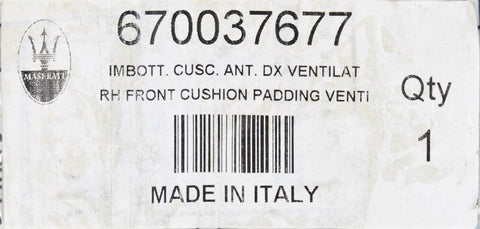 670037677
MASERATI
IMBOTT. CUSC. ANT. DX VENTILAT
RH FRONT CUSHION PADDING VENTI
Qty
1
MADE IN ITALY